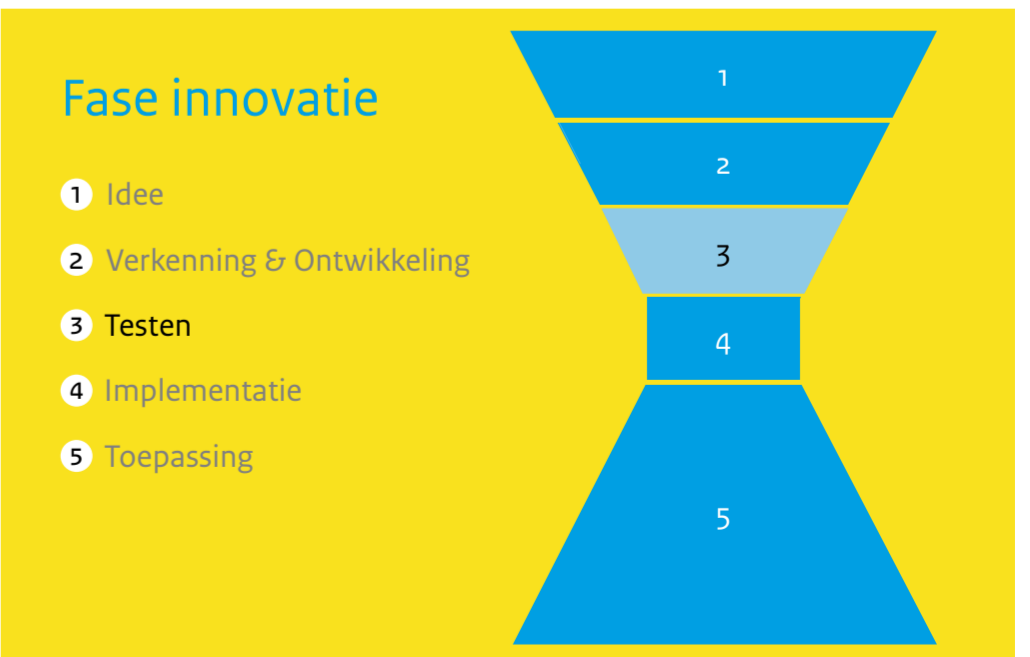 Fase innovatie
1 Idee
2 Verkenning & Ontwikkeling
3 Testen
4 Implementatie
5 Toepassing
1
2
3
4
5